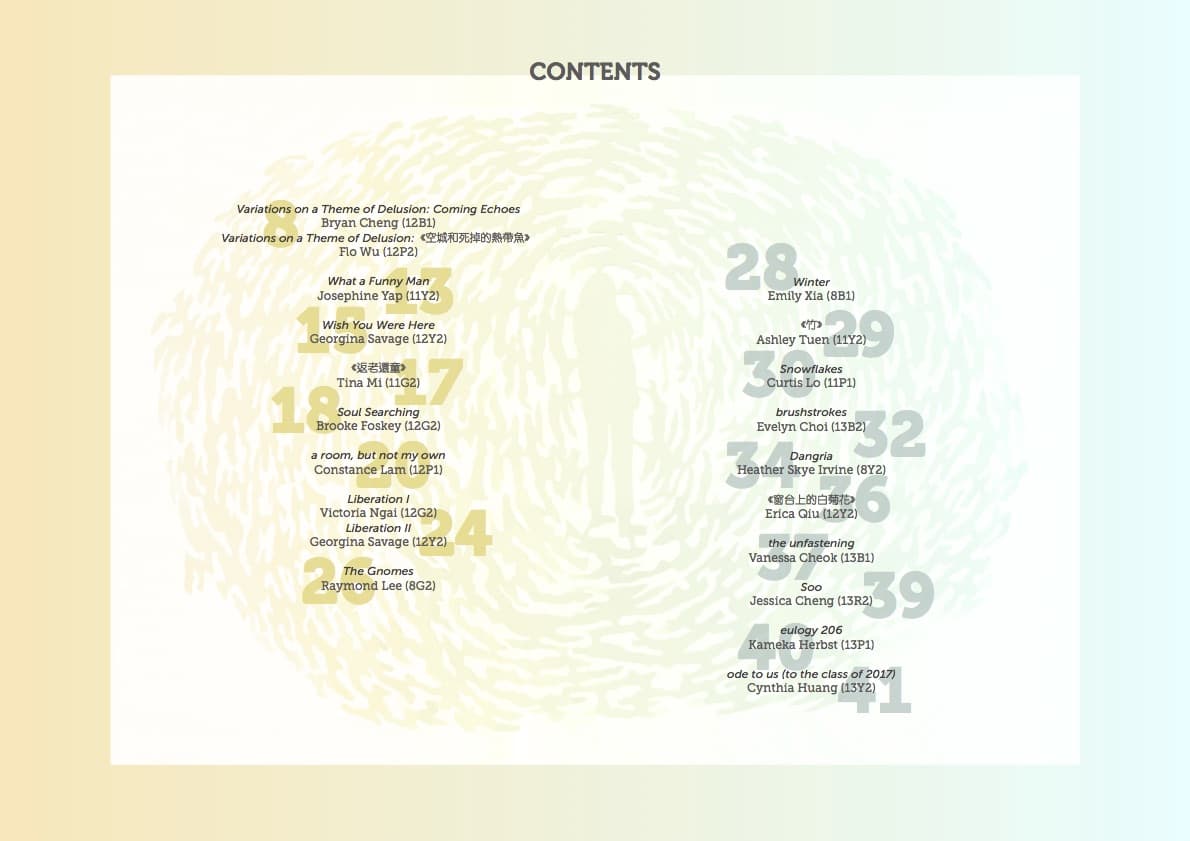 CONTENTS
8
Variations on a Theme of Delusion: Coming Echoes
Bryan Cheng (12B1)
Variations on a Theme of Delusion: 《空城和死掉的熱帶魚》
Flo Wu (12P2)
13
What a Funny Man
Josephine Yap (11Y2)
15
Wish You Were Here
Georgina Savage (12Y2)
17
《返老還童》
Tina Mi (11G2)
18
Soul Searching
Brooke Foskey (12G2)
20
a room, but not my own
Constance Lam (12P1)
24
Liberation I
Victoria Ngai (12G2)
Liberation II
Georgina Savage (12Y2)
26
The Gnomes
Raymond Lee (8G2)
28
Winter
Emily Xia (8B1)
29
《竹》
Ashley Tuen (11Y2)
30
Snowflakes
Curtis Lo (11P1)
32
brushstrokes
Evelyn Choi (13B2)
34
Dangria
Heather Skye Irvine (8Y2)
36
《窗台上的白菊花》
Erica Qiu (12Y2)
37
the unfastening
Vanessa Cheok (13B1)
39
Soo
Jessica Cheng (13R2)
40
eulogy 206
Kameka Herbst (13P1)
41
ode to us (to the class of 2017)
Cynthia Huang (13Y2)